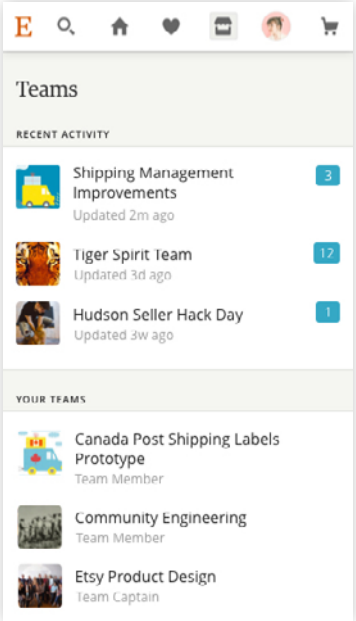 E
Teams
RECENT ACTIVITY
Shipping Management
Improvements
Updated 2m ago
3
Tiger Spirit Team
Updated 3d ago
12
Hudson Seller Hack Day
Updated 3w ago
1
YOUR TEAMS
Canada Post Shipping Labels
Prototype
Team Member
Community Engineering
Team Member
Etsy Product Design
Team Captain